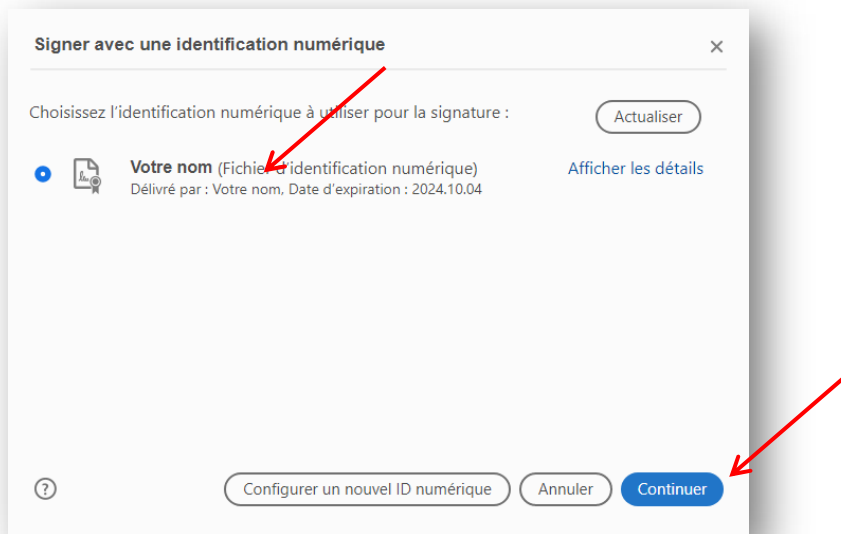 Signer avec une identification numérique
Choisissez l'identification numérique à utiliser pour la signature :
Actualiser
Votre nom (Fichier d'identification numérique)
Afficher les détails
Délivré par : Votre nom, Date d'expiration : 2024.10.04
?
Configurer un nouvel ID numérique
Annuler
Continuer